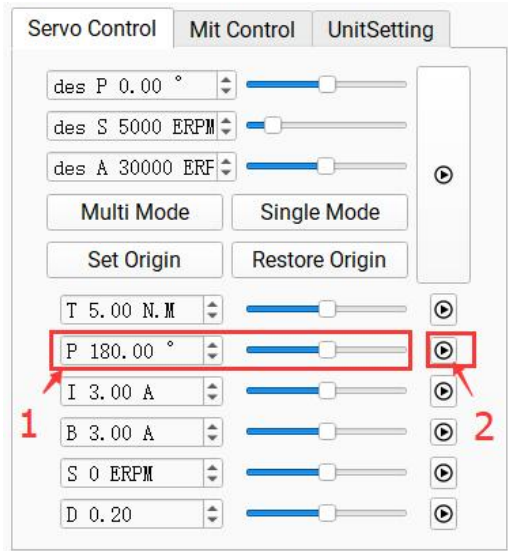 Servo Control Mit Control UnitSetting
des P 0.00 °
des S 5000 ERPM
des A 30000 ERF
Multi Mode Single Mode
Set Origin Restore Origin
T 5.00 N.M
P 180.00 °
I 3.00 A
1 B 3.00 A 2
S 0 ERPM
D 0.20